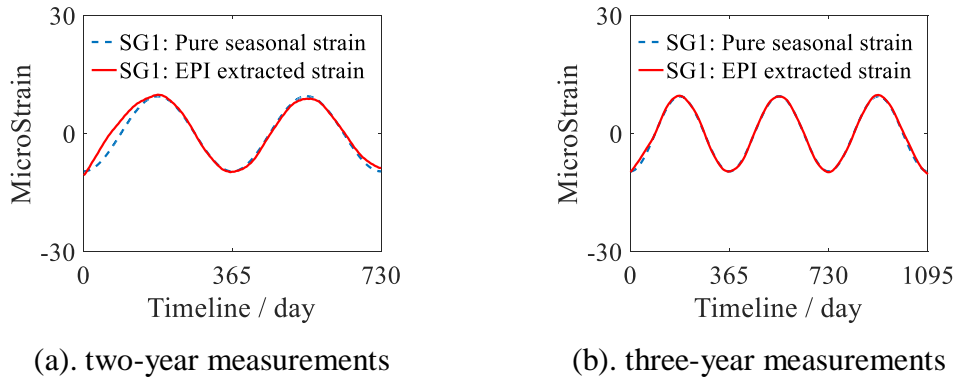 30
SG1: Pure seasonal strain
SG1: EPI extracted strain
0
MicroStrain
-30
0 365 730
Timeline / day
(a). two-year measurements
30
SG1: Pure seasonal strain
SG1: EPI extracted strain
0
MicroStrain
-30
0 365 730 1095
Timeline / day
(b). three-year measurements